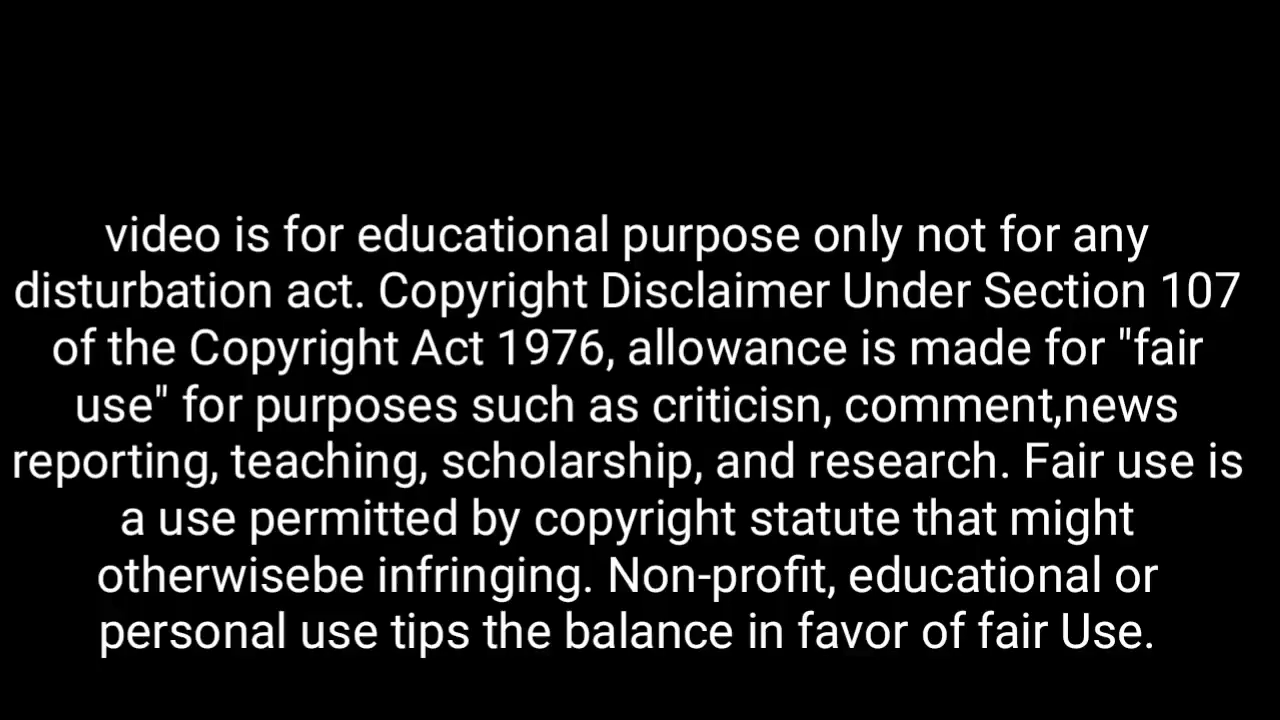 video is for educational purpose only not for any
disturbation act. Copyright Disclaimer Under Section 107
of the Copyright Act 1976, allowance is made for "fair
use" for purposes such as criticisn, comment,news
reporting, teaching, scholarship, and research. Fair use is
a use permitted by copyright statute that might
otherwisebe infringing. Non-profit, educational or
personal use tips the balance in favor of fair Use.